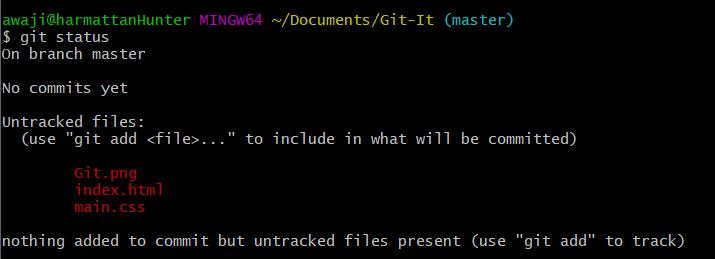 awaji@harmattanHunter MINGW64 ~/Documents/Git-It (master)
$ git status
On branch master
No commits yet
Untracked files:
(use "git add <file>..." to include in what will be committed)
Git.png
index.html
main.css
nothing added to commit but untracked files present (use "git add" to track)